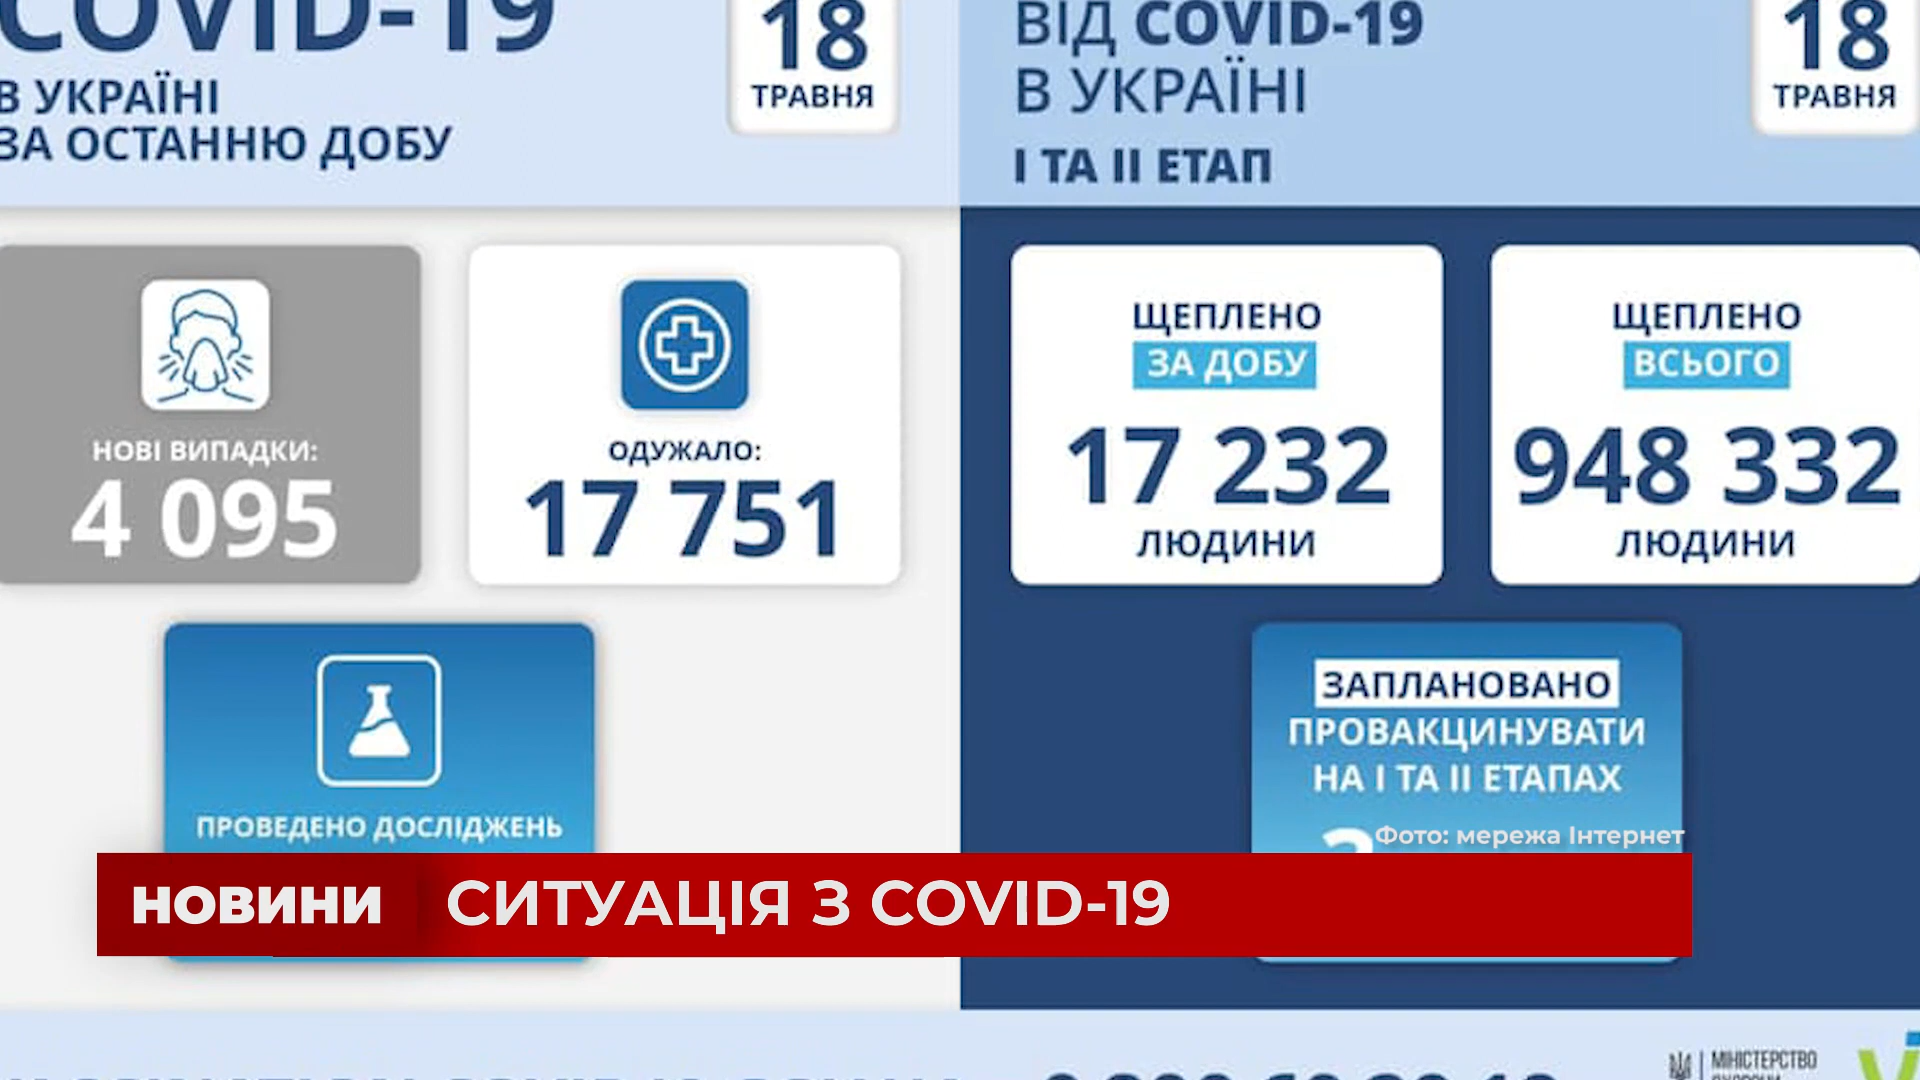 COVID-19
В УКРАЇНІ
ЗА ОСТАННЮ ДОБУ
18
ТРАВНЯ
НОВІ ВИПАДКИ:
4 095
ОДУЖАЛО:
17 751
ПРОВЕДЕНО ДОСЛІДЖЕНЬ
ВІД COVID-19
В УКРАЇНІ
І ТА ІІ ЕТАП
18
ТРАВНЯ
ЩЕПЛЕНО
ЗА ДОБУ
17 232
ЛЮДИНИ
ЩЕПЛЕНО
ВСЬОГО
948 332
ЛЮДИНИ
ЗАПЛАНОВАНО
ПРОВАКЦИНУВАТИ
НА І ТА ІІ ЕТАПАХ
Фото: мережа Інтернет
НОВИНИ
СИТУАЦІЯ З COVID-19
МІНІСТЕРСТВО